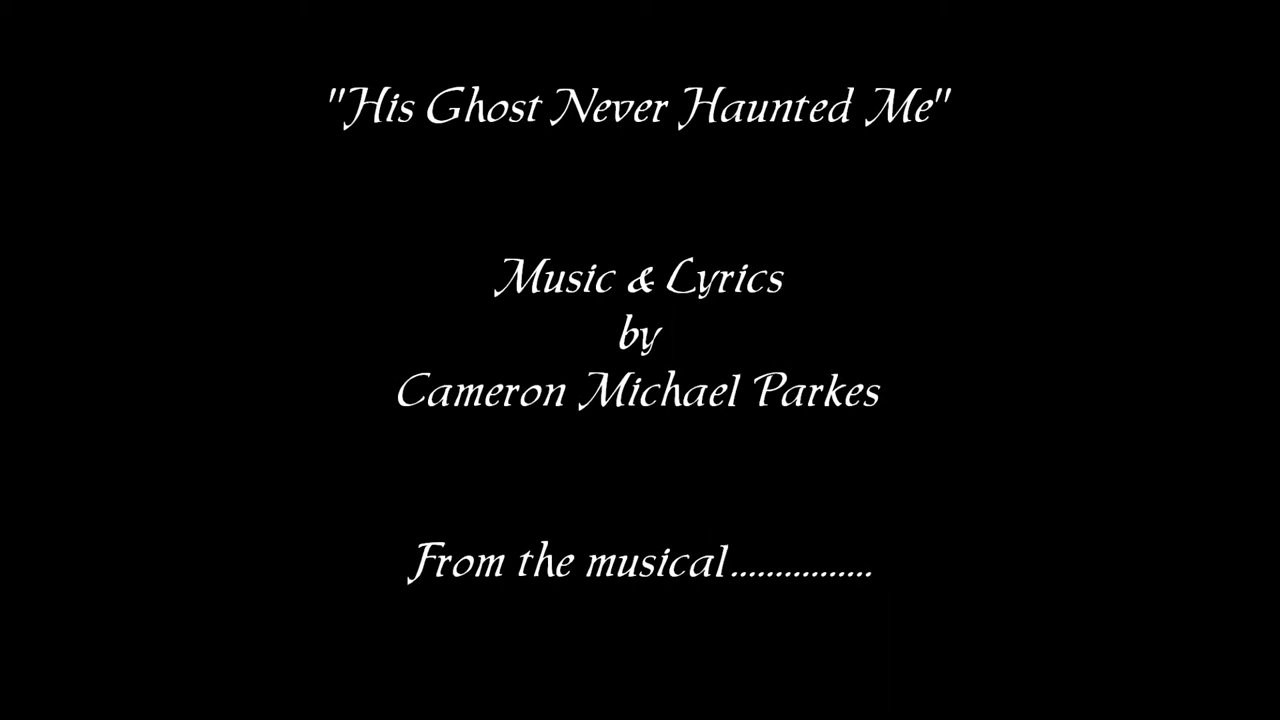 "His Ghost Never Haunted Me"
Music & Lyrics
by
Cameron Michael Parkes
From the musical................